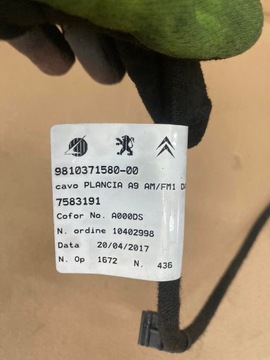 9810371580-00
cavo PLANCIA A9 AM/FM1
7583191
Cofor No. A000DS
N. ordine 10402998
Data 20/04/2017
N. Op 1672 N. 436